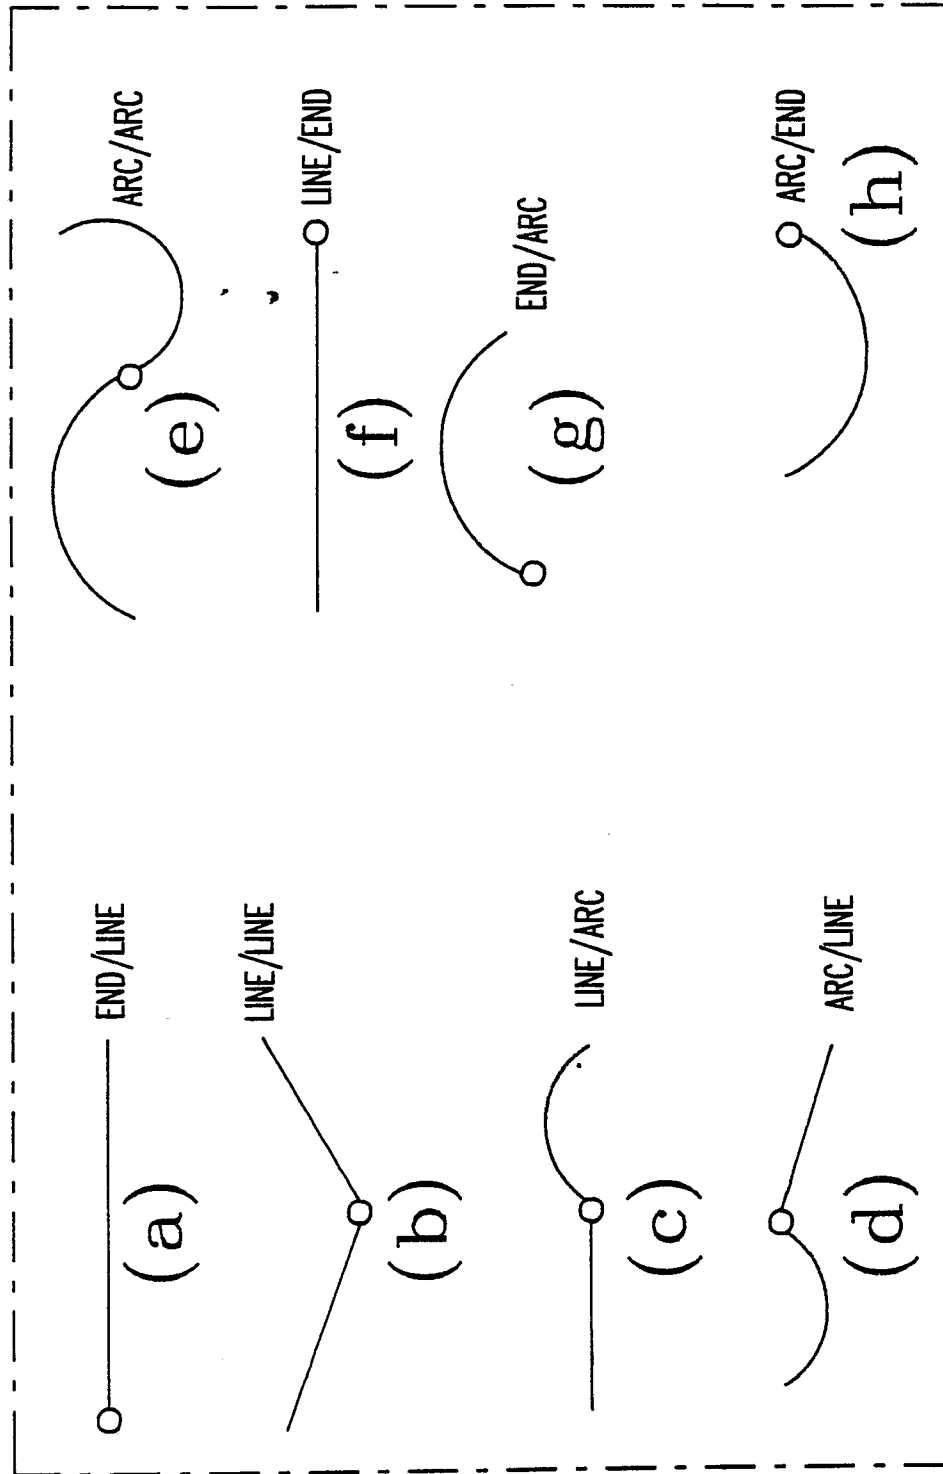 END/LINE
(a)
LINE/LINE
(b)
LINE/ARC
(c)
ARC/LINE
(d)
ARC/ARC
(e)
LINE/END
(f)
END/ARC
(g)
ARC/END
(h)